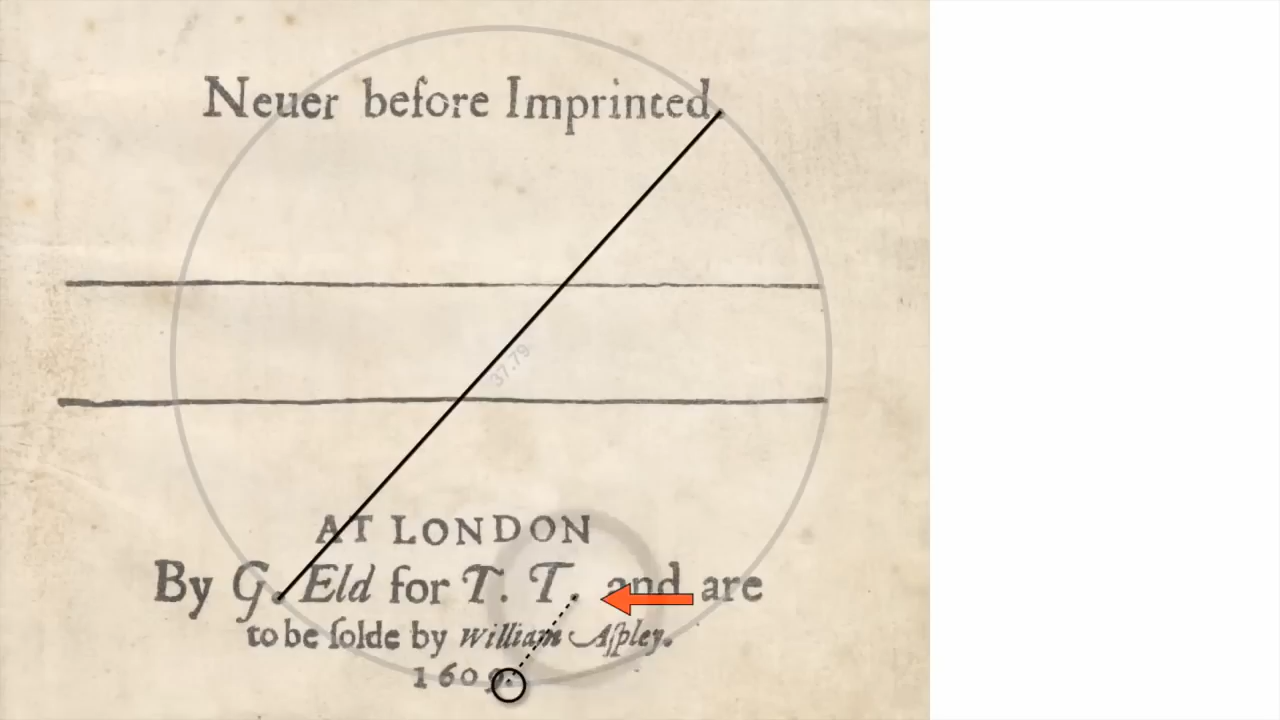 Neuer before Imprinted.
37.79
AT LONDON
By G. Eld for T. T. and are
to be ſolde by William Aſpley.
1609.